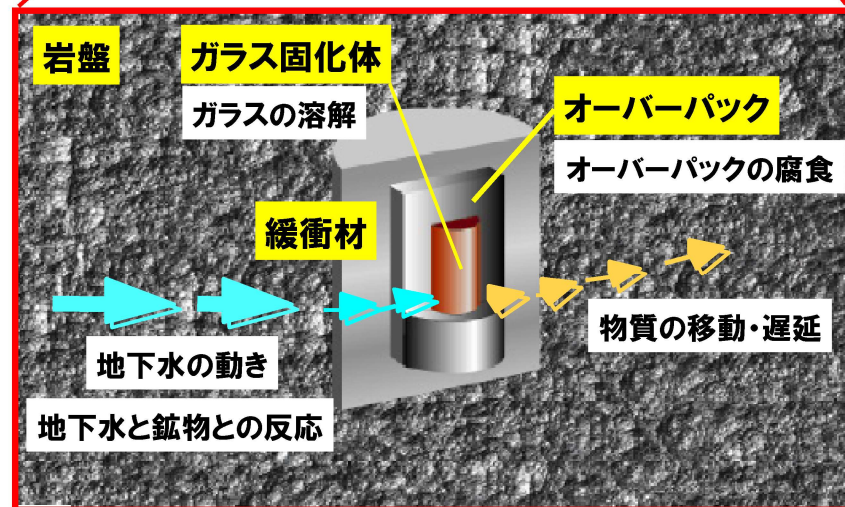 岩盤
ガラス固化体
ガラスの溶解
オーバーパック
オーバーパックの腐食
緩衝材
物質の移動・遅延
地下水の動き
地下水と鉱物との反応